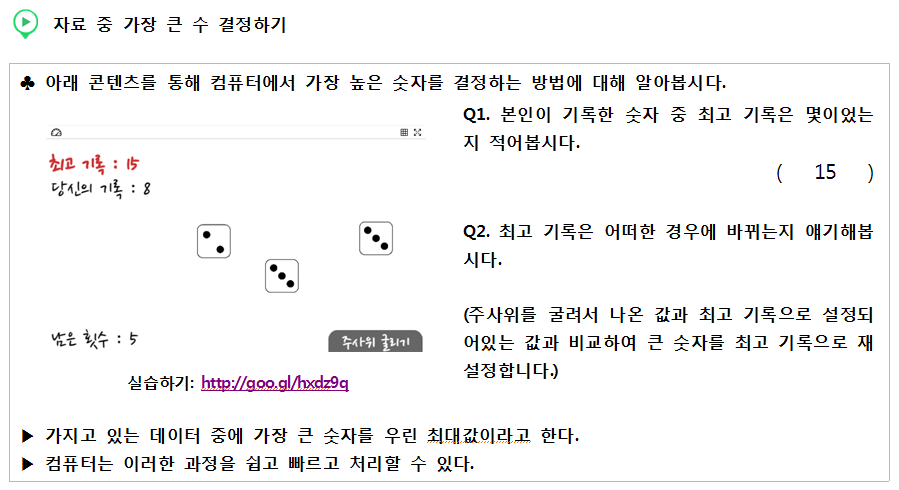 자료 중 가장 큰 수 결정하기
♣ 아래 콘텐츠를 통해 컴퓨터에서 가장 높은 숫자를 결정하는 방법에 대해 알아봅시다.
최고 기록 : 15
당신의 기록 : 8
남은 횟수 : 5
주사위 굴리기
실습하기: http://goo.gl/hxdz9q
Q1. 본인이 기록한 숫자 중 최고 기록은 몇이었는
지 적어봅시다.
( 15 )
Q2. 최고 기록은 어떠한 경우에 바뀌는지 얘기해봅
시다.
(주사위를 굴려서 나온 값과 최고 기록으로 설정되
어있는 값과 비교하여 큰 숫자를 최고 기록으로 재
설정합니다.)
▶ 가지고 있는 데이터 중에 가장 큰 숫자를 우린 최대값이라고 한다.
▶ 컴퓨터는 이러한 과정을 쉽고 빠르고 처리할 수 있다.